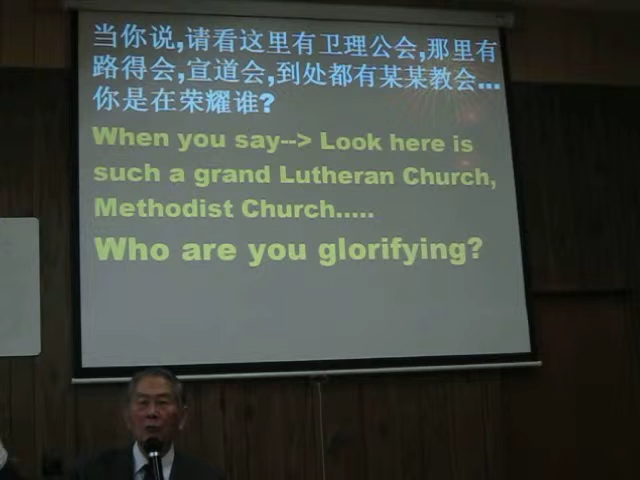 当你说,请看这里有卫理公会,那里有
路得会,宣道会,到处都有某某教会...
你是在荣耀谁?
When you say--> Look here is
such a grand Lutheran Church,
Methodist Church.....
Who are you glorifying?